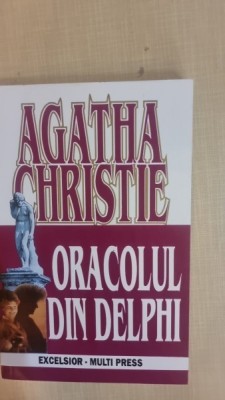 AGATHA
CHRISTIE
ORACOLUL
DIN DELPHI
EXCELSIOR - MULTI PRESS